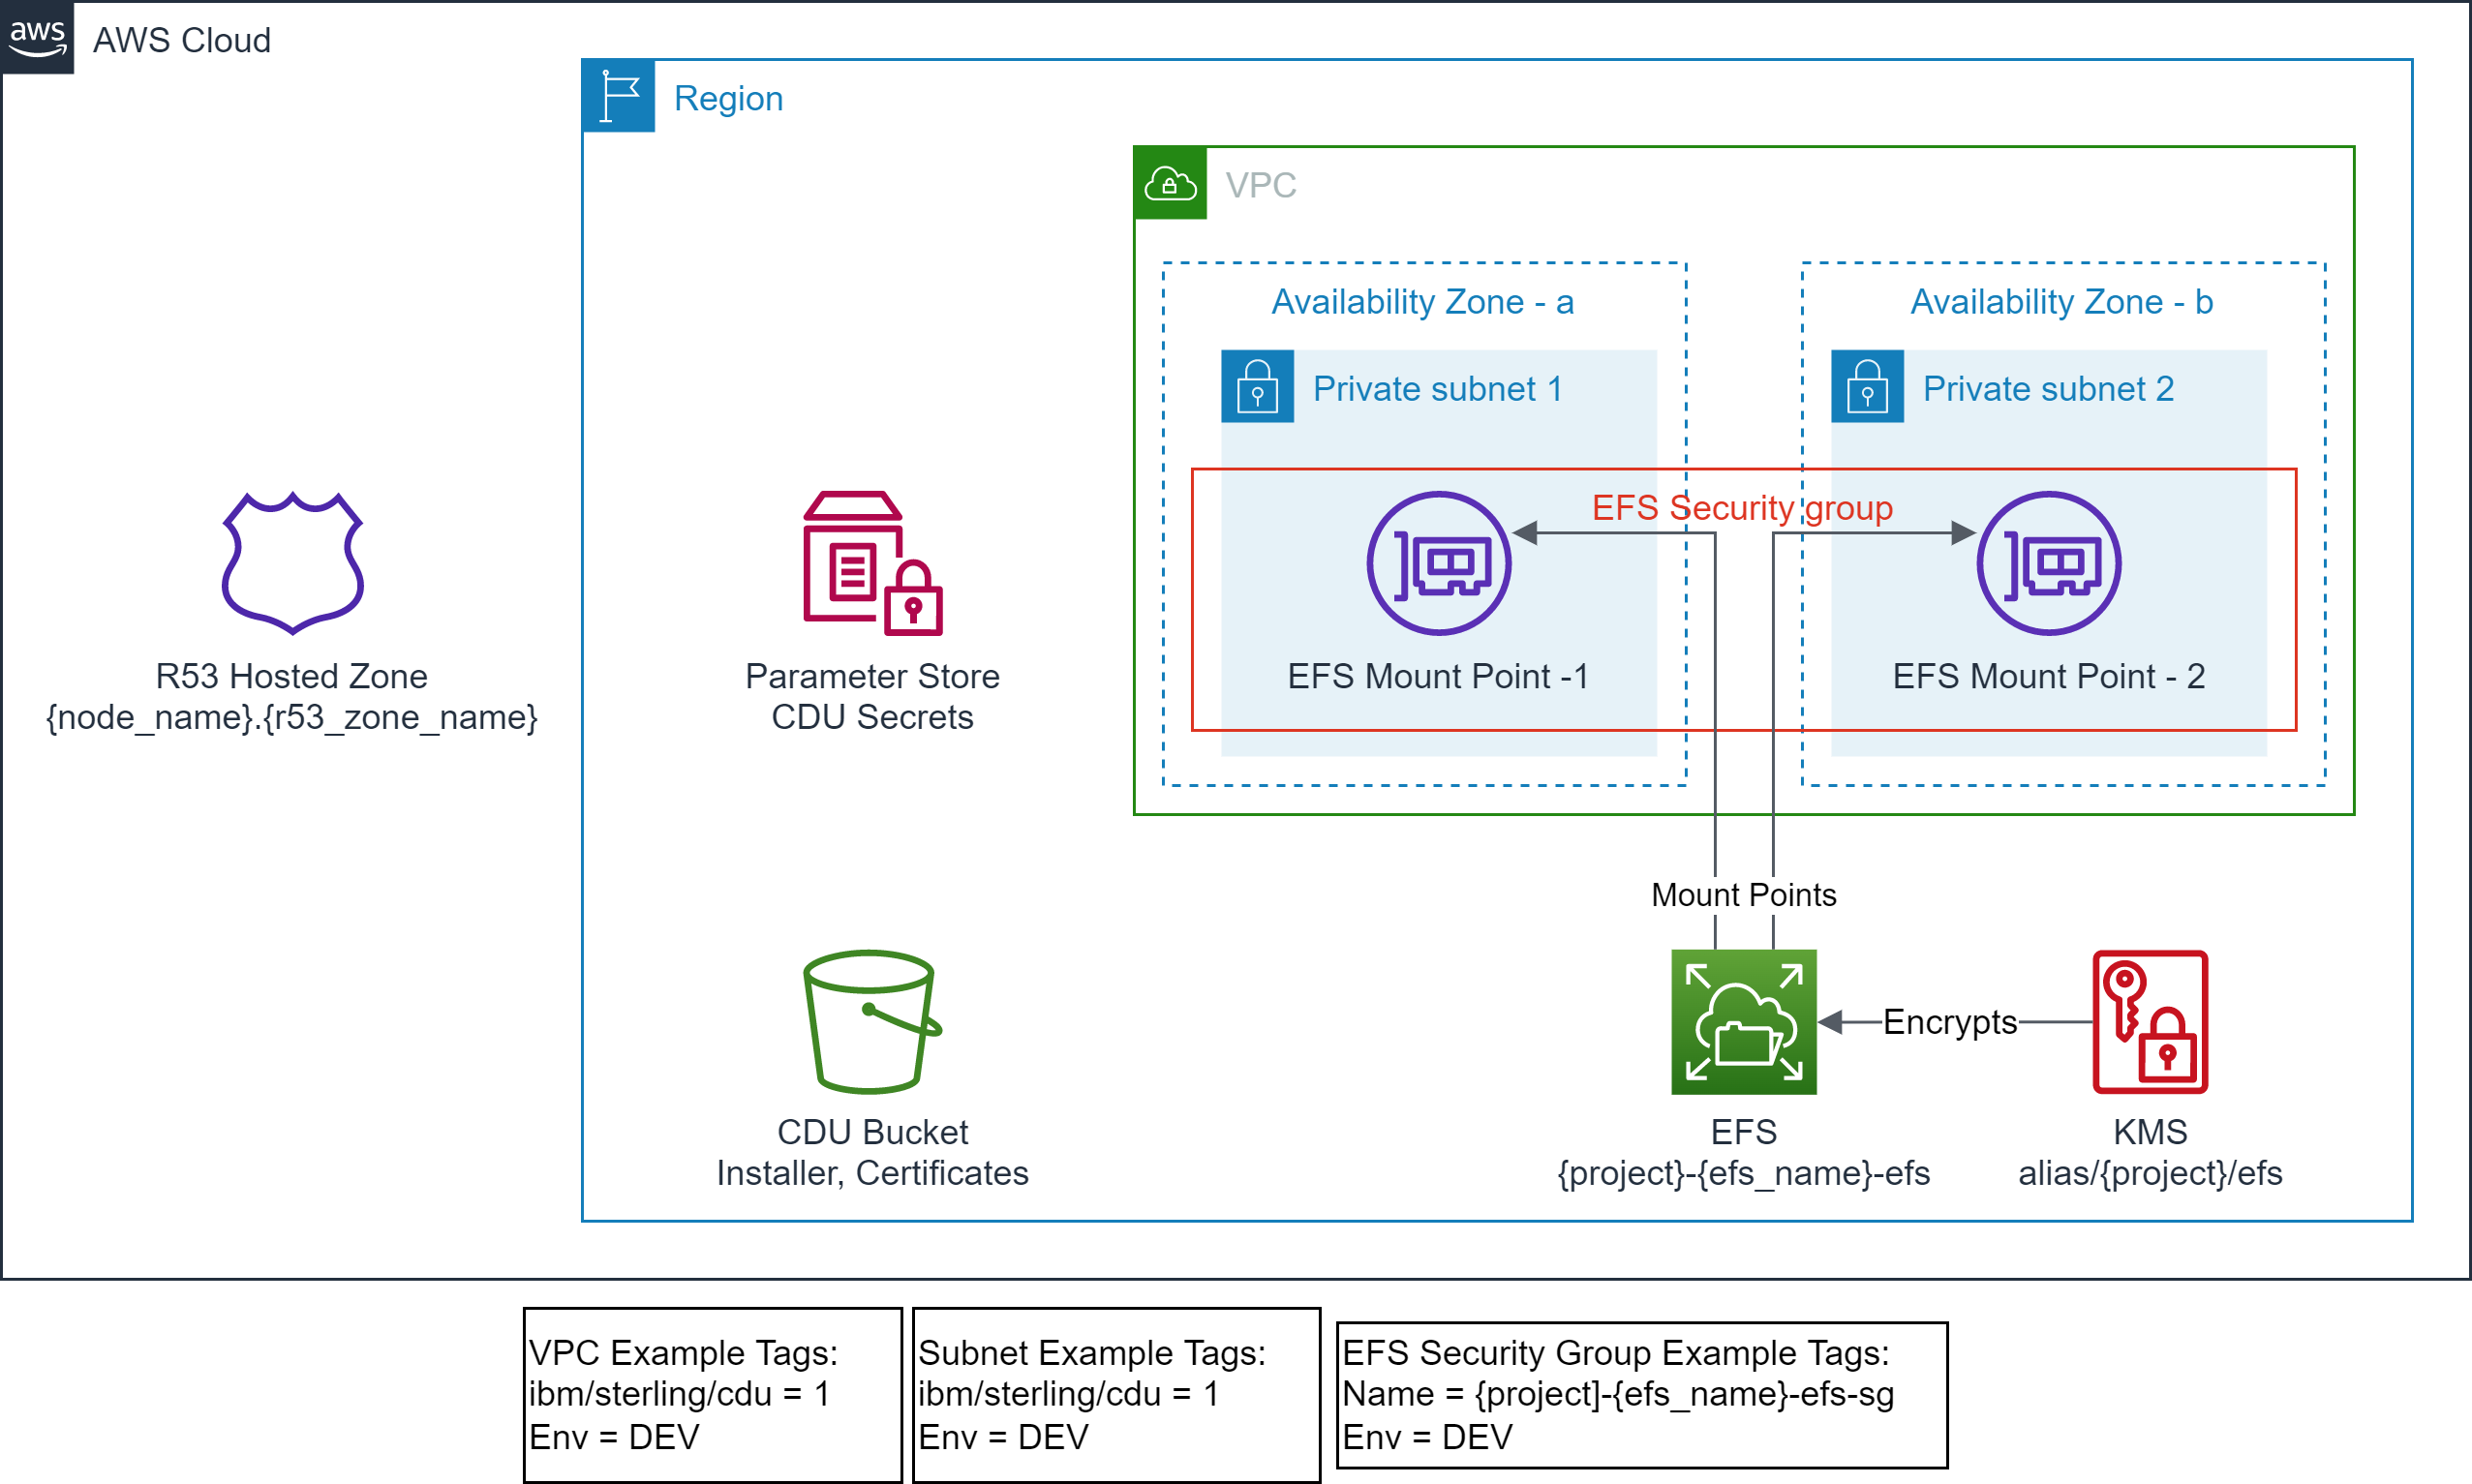 aws
AWS Cloud
Region
VPC
Availability Zone - a
Availability Zone - b
Private subnet 1
Private subnet 2
EFS Security group
R53 Hosted Zone
{node_name}.{r53_zone_name}
Parameter Store
CDU Secrets
EFS Mount Point -1
EFS Mount Point - 2
Mount Points
Encrypts
CDU Bucket
Installer, Certificates
EFS
{project}-{efs_name}-efs
KMS
alias/{project}/efs
VPC Example Tags:
ibm/sterling/cdu = 1
Env = DEV
Subnet Example Tags:
ibm/sterling/cdu = 1
Env = DEV
EFS Security Group Example Tags:
Name = {project]-{efs_name}-efs-sg
Env = DEV